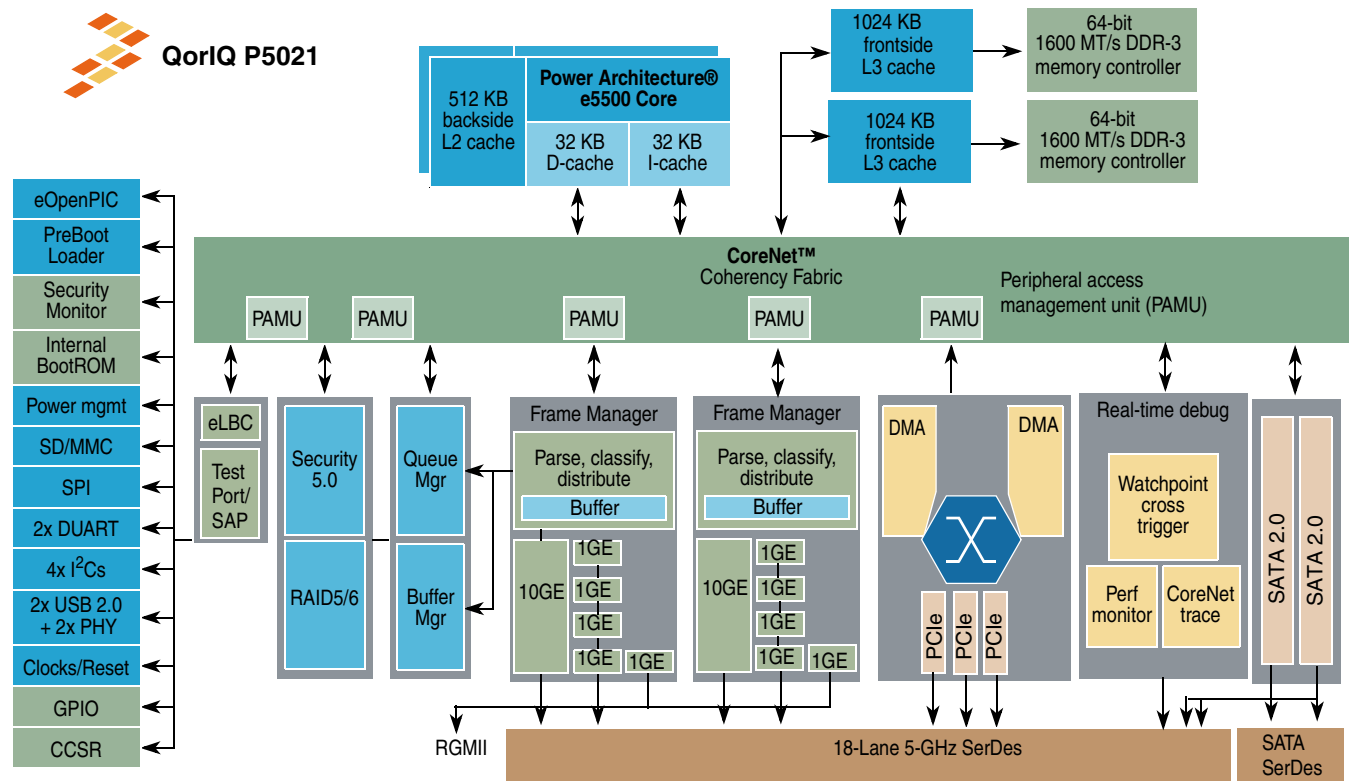 QorIQ P5021
512 KB
backside
L2 cache
Power Architecture®
e5500 Core
32 KB
D-cache
32 KB
I-cache
1024 KB
frontside
L3 cache
64-bit
1600 MT/s DDR-3
memory controller
1024 KB
frontside
L3 cache
64-bit
1600 MT/s DDR-3
memory controller
eOpenPIC
PreBoot
Loader
Security
Monitor
Internal
BootROM
Power mgmt
SD/MMC
SPI
2x DUART
4x I²Cs
2x USB 2.0
+ 2x PHY
Clocks/Reset
GPIO
CCSR
CoreNet™
Coherency Fabric
Peripheral access
management unit (PAMU)
PAMU
PAMU
PAMU
PAMU
PAMU
eLBC
Test
Port/
SAP
Security
5.0
RAID5/6
Queue
Mgr
Buffer
Mgr
Frame Manager
Parse, classify,
distribute
Buffer
10GE
1GE
1GE
1GE
1GE
1GE
Frame Manager
Parse, classify,
distribute
Buffer
10GE
1GE
1GE
1GE
1GE
1GE
DMA
DMA
PCIe
PCIe
PCIe
Real-time debug
Watchpoint
cross
trigger
Perf
monitor
CoreNet
trace
SATA 2.0
SATA 2.0
RGMII
18-Lane 5-GHz SerDes
SATA
SerDes